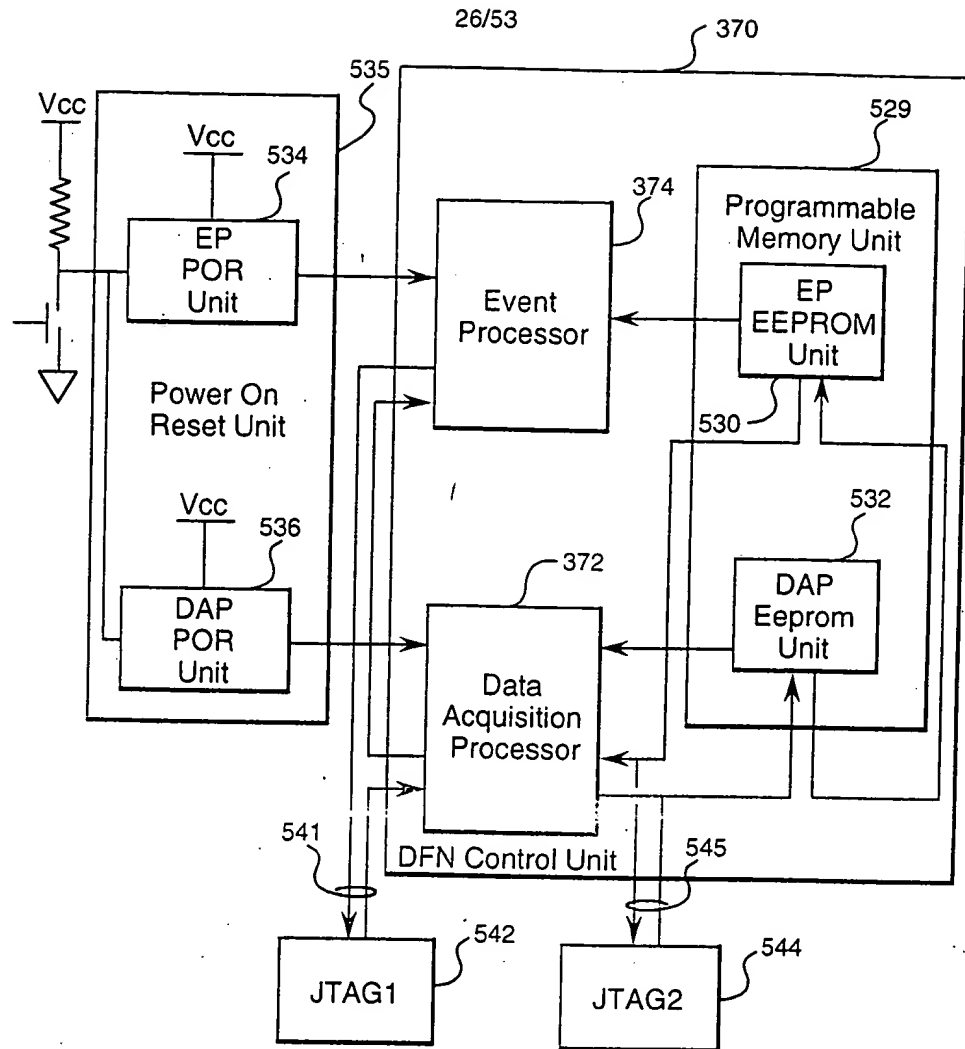 26/53
370
535
Vcc
529
Vcc
534
374
Programmable
Memory Unit
EP
POR
Unit
Event
Processor
EP
EEPROM
Unit
Power On
Reset Unit
530
Vcc
536
532
372
DAP
POR
Unit
DAP
Eeprom
Unit
Data
Acquisition
Processor
541
DFN Control Unit
545
542
544
JTAG1
JTAG2